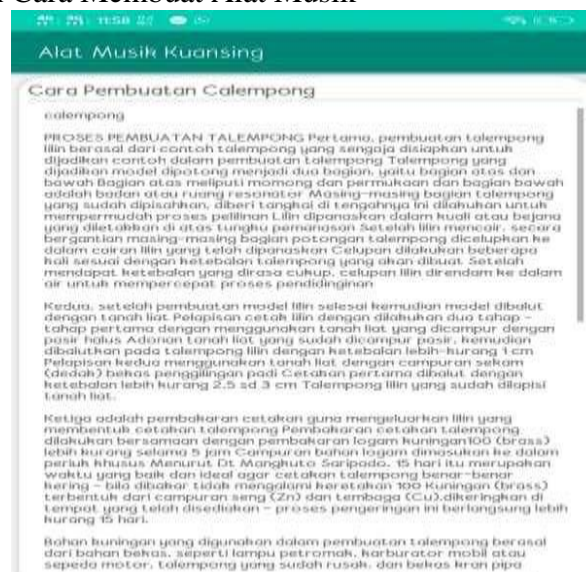 Cara Membuat Alat Musik
11:58
Alat Musik Kuansing
Cara Pembuatan Calempong
calempong
PROSES PEMBUATAN TALEMPONG Pertama, pembuatan talempong
lilin berasal dari contoh talempong yang sengaja disiapkan untuk
dijadikan contoh dalam pembuatan talempong Talempong yang
dijadikan model dipotong menjadi dua bagian, yaitu bagian atas dan
bawah Bagian atas meliputi momong dan permukaan dan bagian bawah
adalah badan atau ruang resonator Masing-masing bagian talempong
yang sudah dipisahkan, diberi tangkai di tengahnya Ini dilakukan untuk
mempermudah proses pelilinan Lilin dipanaskan dalam kuali atau bejana
yang diletakkan di atas tungku pemanasan Setelah lilin mencair, secara
bergantian masing-masing bagian potongan talempong dicelupkan ke
dalam cairan lilin yang telah dipanaskan Celupan dilakukan beberapa
kali sesuai dengan ketebalan talempong yang akan dibuat Setelah
mendapat ketebalan yang dirasa cukup, celupan lilin direndam ke dalam
air untuk mempercepat proses pendidinginan
Kedua, setelah pembuatan model lilin selesai kemudian model dibalut
dengan tanah liat Pelapisan cetak lilin dengan dilakukan dua tahap -
tahap pertama dengan menggunakan tanah liat yang dicampur dengan
pasir halus Adonan tanah liat yang sudah dicampur pasir, kemudian
dibalutkan pada talempong lilin dengan ketebalan lebih-kurang 1 cm
Pelapisan kedua menggunakan tanah liat dengan campuran sekam
(dedak) bekas penggilingan padi Cetakan pertama dibalut dengan
ketebalan lebih kurang 2,5 sd 3 cm Talempong lilin yang sudah dilapisi
tanah liat.
Ketiga adalah pembakaran cetakan guna mengeluarkan lilin yang
membentuk cetakan talempong Pembakaran cetakan talempong
dilakukan bersamaan dengan pembakaran logam kuningan100 (brass)
lebih kurang selama 5 jam Campuran bahan logam dimasukan ke dalam
periuk khusus Menurut Dt Mangkuto Saripado, 15 hari itu merupakan
waktu yang baik dan ideal agar cetakan talempong benar-benar
kering - bila dibakar tidak mengalami keretakan 100 Kuningan (brass)
terbentuk dari campuran seng (Zn) dan tembaga (Cu).dikeringkan di
tempat yang telah disediakan - proses pengeringan ini berlangsung lebih
kurang 15 hari.
Bahan kuningan yang digunakan dalam pembuatan talempong berasal
dari bahan bekas, seperti lampu petromak, karburator mobil atau
sepeda motor, talempong yang sudah rusak, dan bekas kran pipa